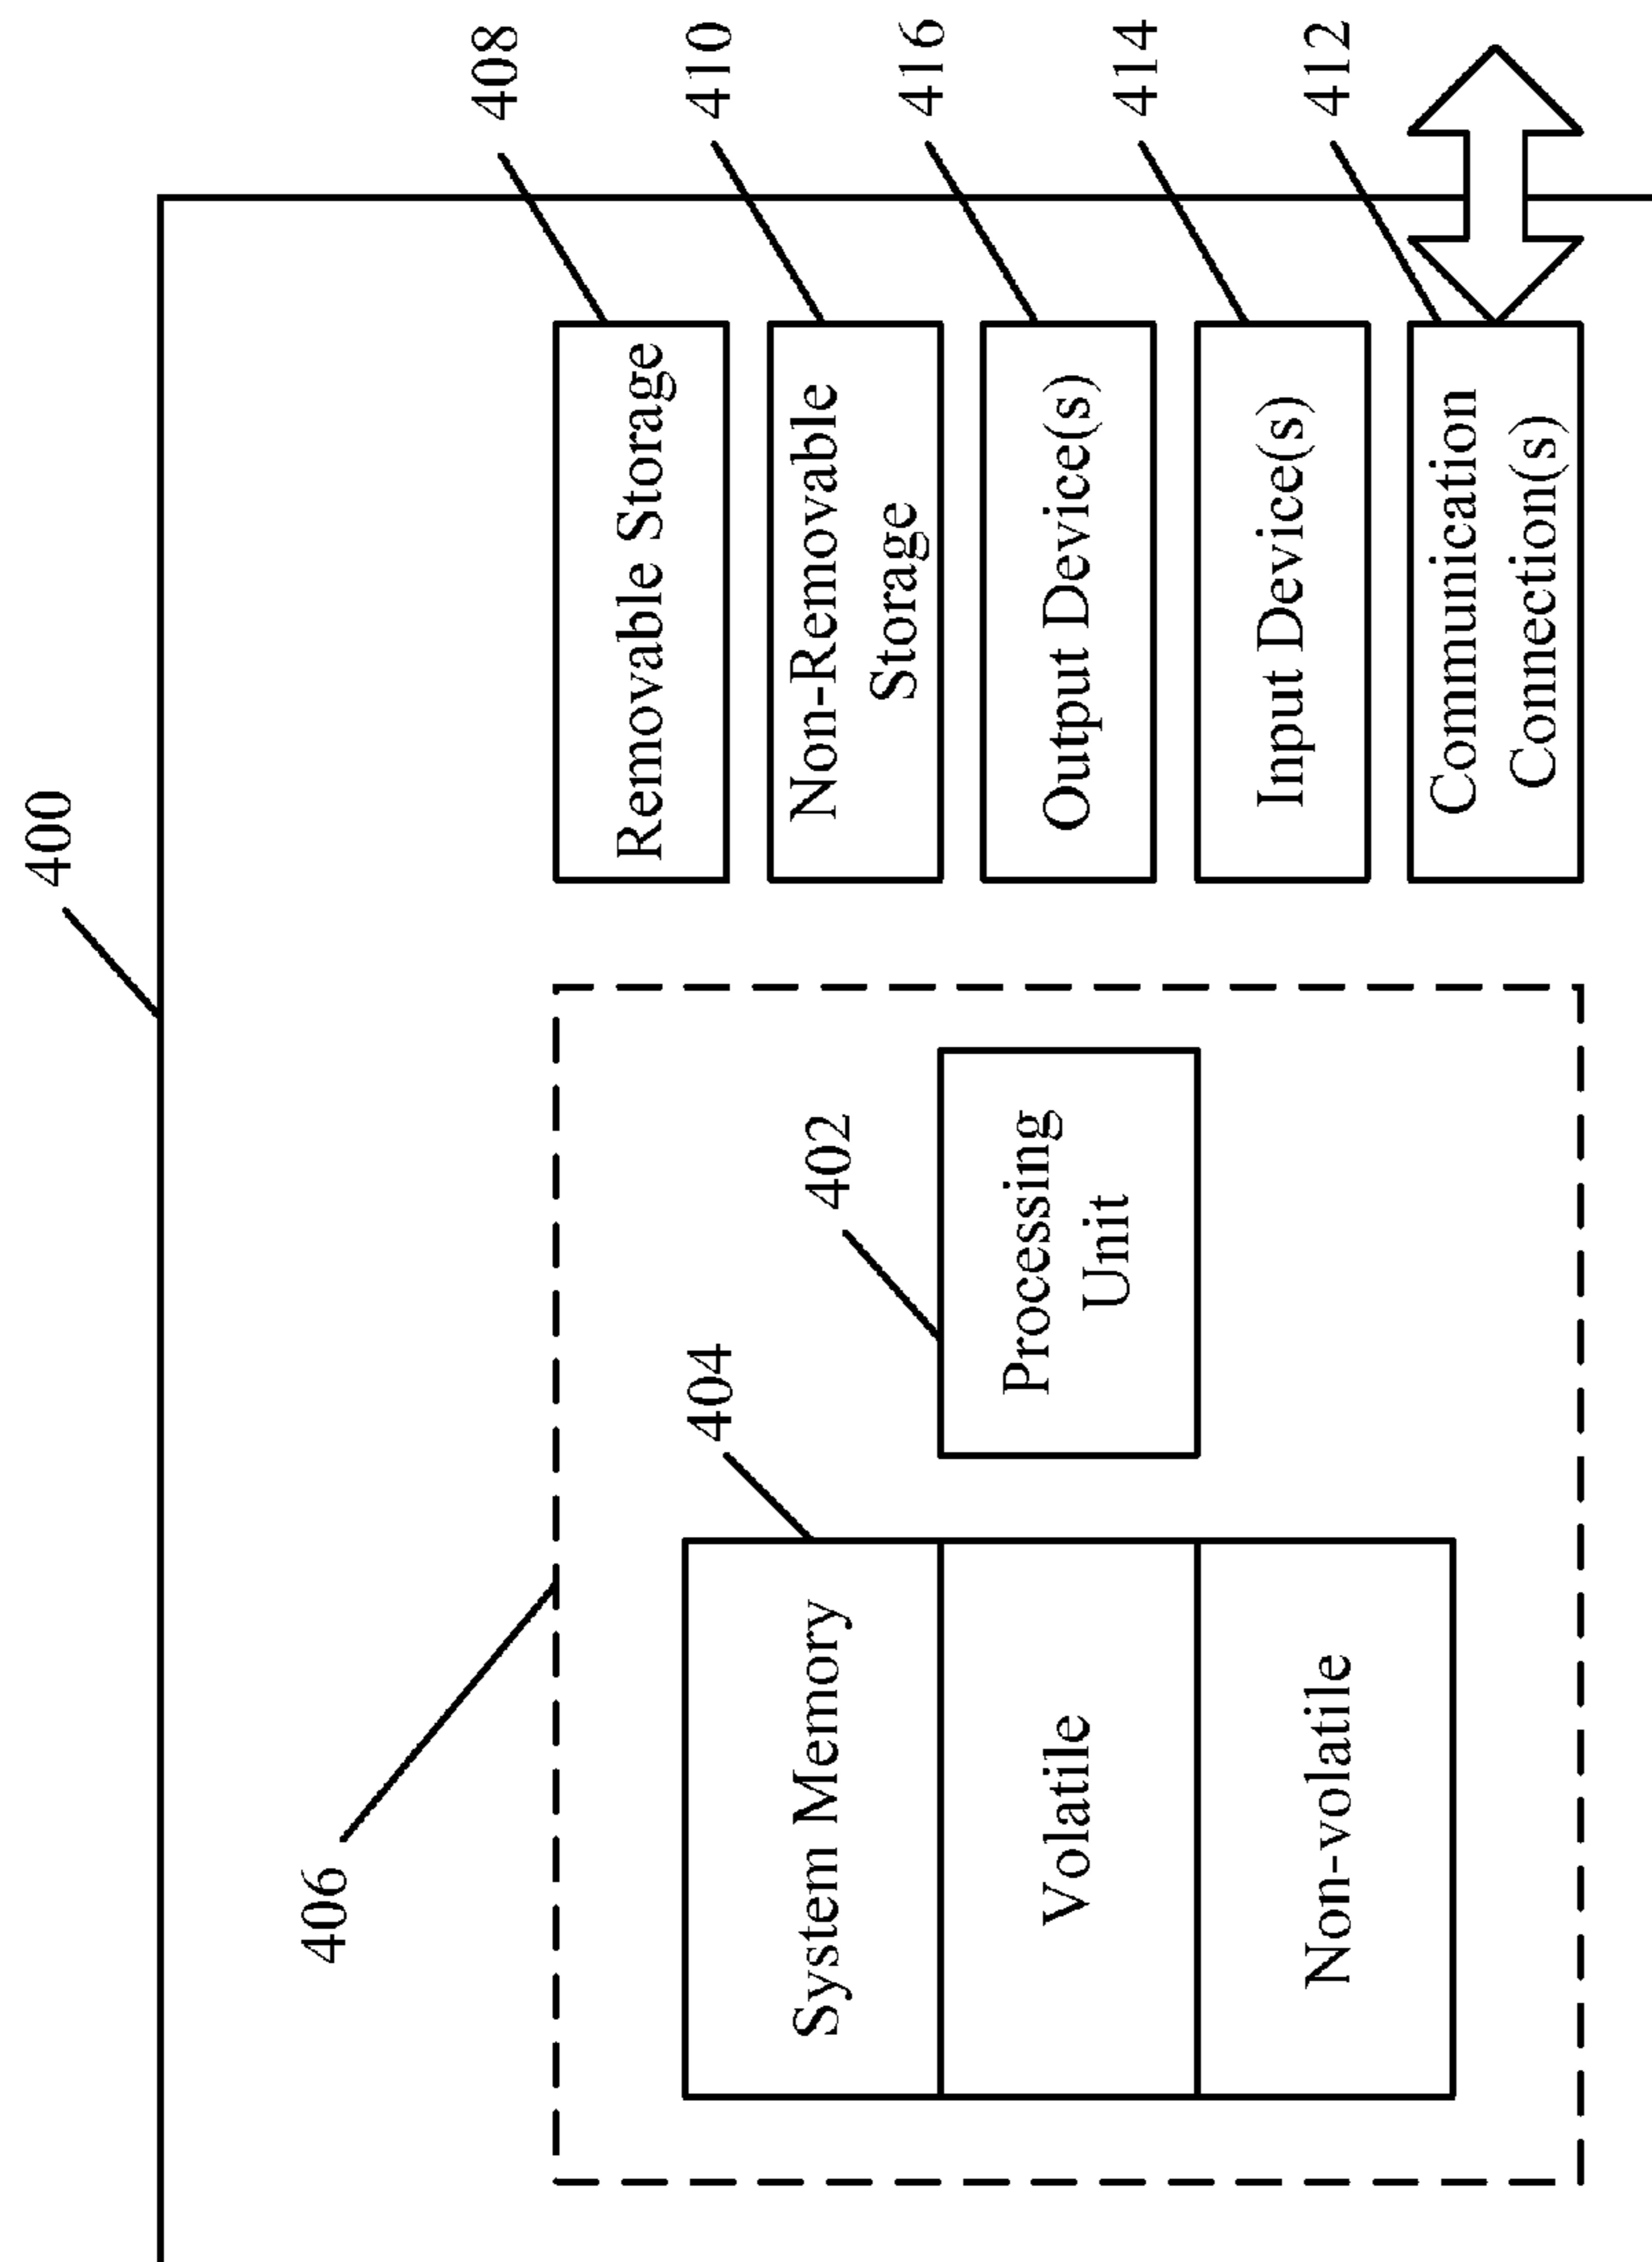 400
406
408
System Memory
404
Removable Storage
410
Volatile
402
Processing
Unit
Non-Removable
Storage
416
Non-volatile
Output Device(s)
414
Input Device(s)
412
Communication
Connection(s)